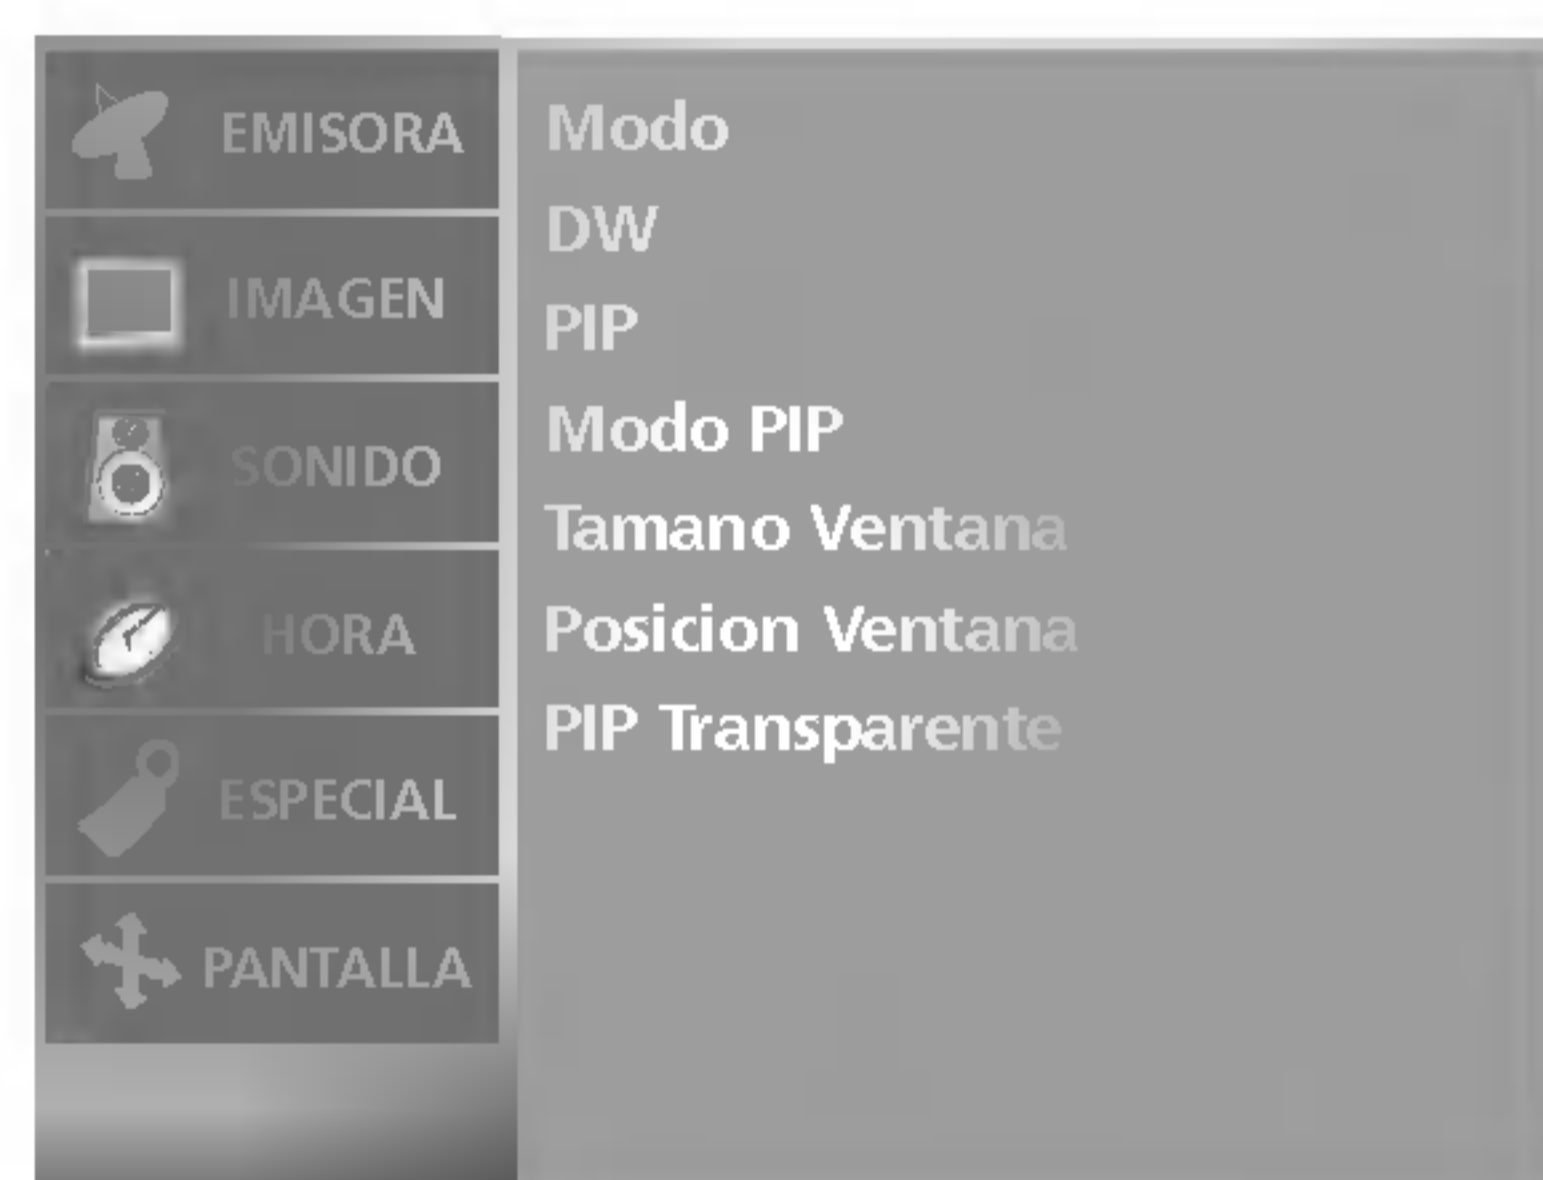 EMISORA
IMAGEN
SONIDO
HORA
ESPECIAL
PANTALLA
Modo
DW
PIP
Modo PIP
Tamano Ventana
Posicion Ventana
PIP Transparente